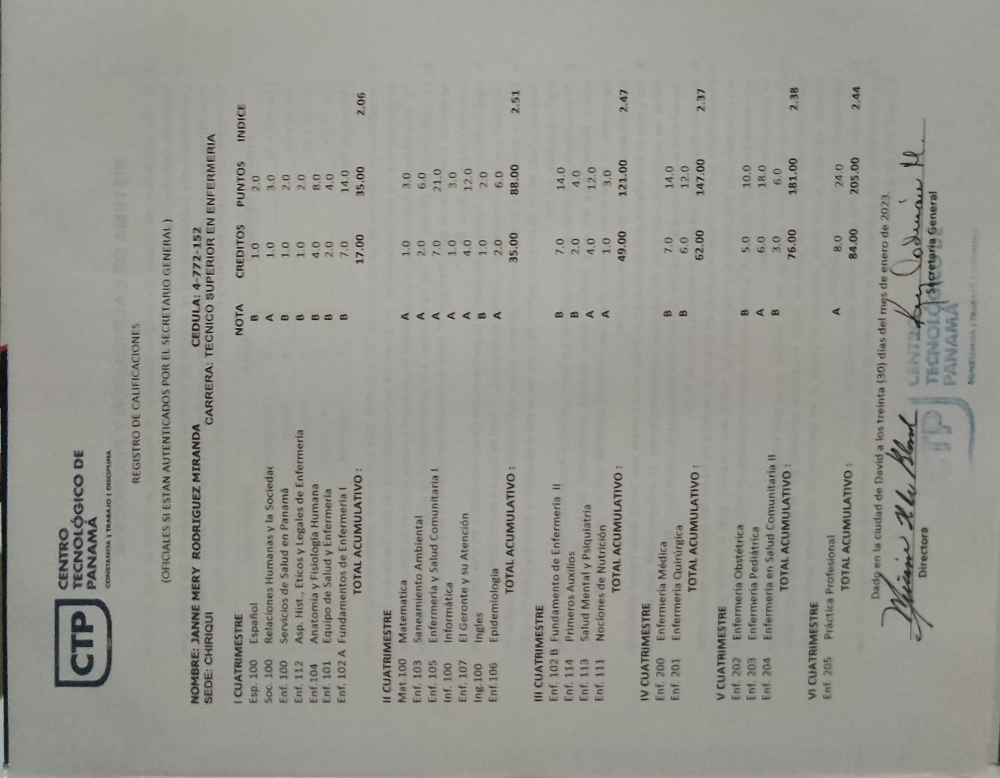 CTP
CENTRO
TECNOLÓGICO DE
PANAMÁ
CONSTANCIA | TRABAJO | DISCIPLINA
REGISTRO DE CALIFICACIONES
(OFICIALES SI ESTAN AUTENTICADOS POR EL SECRETARIO GENERAL )
NOMBRE: JANINE MERY RODRIGUEZ MIRANDA CEDULA: 4-772-152
SEDE: CHIRIQUI CARRERA: TECNICO SUPERIOR EN ENFERMERIA
I CUATRIMESTRE NOTA CREDITOS PUNTOS INDICE
Esp. 100 Español B 1.0 2.0
Soc. 100 Relaciones Humanas y la Sociedad A 1.0 3.0
Enf. 100 Servicios de Salud en Panamá B 1.0 2.0
Enf. 112 Asp. Hist., Eticos y Legales de Enfermería B 1.0 2.0
Enf.104 Anatomia y Fisiología Humana B 4.0 8.0
Enf. 101 Equipo de Salud y Enfermería B 2.0 4.0
Enf. 102 A Fundamentos de Enfermería I B 7.0 14.0
TOTAL ACUMULATIVO : 17.00 35.00 2.06
II CUATRIMESTRE
Mat.100 Matematica A 1.0 3.0
Enf. 103 Saneamiento Ambiental A 2.0 6.0
Enf. 105 Enfermería y Salud Comunitaria I A 7.0 21.0
Inf. 100 Informática A 1.0 3.0
Enf. 107 El Geronte y su Atención A 4.0 12.0
Ing.100 Ingles B 1.0 2.0
Enf.106 Epidemiologia A 2.0 6.0
TOTAL ACUMULATIVO : 35.00 88.00 2.51
III CUATRIMESTRE
Enf. 102 B Fundamento de Enfermería II B 7.0 14.0
Enf. 114 Primeros Auxilios B 2.0 4.0
Enf. 113 Salud Mental y Psiquiatría A 4.0 12.0
Enf. 111 Nociones de Nutrición A 1.0 3.0
TOTAL ACUMULATIVO : 49.00 121.00 2.47
IV CUATRIMESTRE
Enf. 200 Enfermería Médica B 7.0 14.0
Enf. 201 Enfermería Quirúrgica B 6.0 12.0
TOTAL ACUMULATIVO : 62.00 147.00 2.37
V CUATRIMESTRE
Enf. 202 Enfermería Obstétrica B 5.0 10.0
Enf. 203 Enfermería Pediátrica A 6.0 18.0
Enf. 204 Enfermería en Salud Comunitaria II B 3.0 6.0
TOTAL ACUMULATIVO : 76.00 181.00 2.38
VI CUATRIMESTRE
Enf. 205 Práctica Profesional A 8.0 24.0
TOTAL ACUMULATIVO : 84.00 205.00 2.44
Dado en la ciudad de David a los treinta (30) días del mes de enero de 2023.
Directora Secretaria General
CENTRO
TECNOLÓGICO DE
PANAMÁ